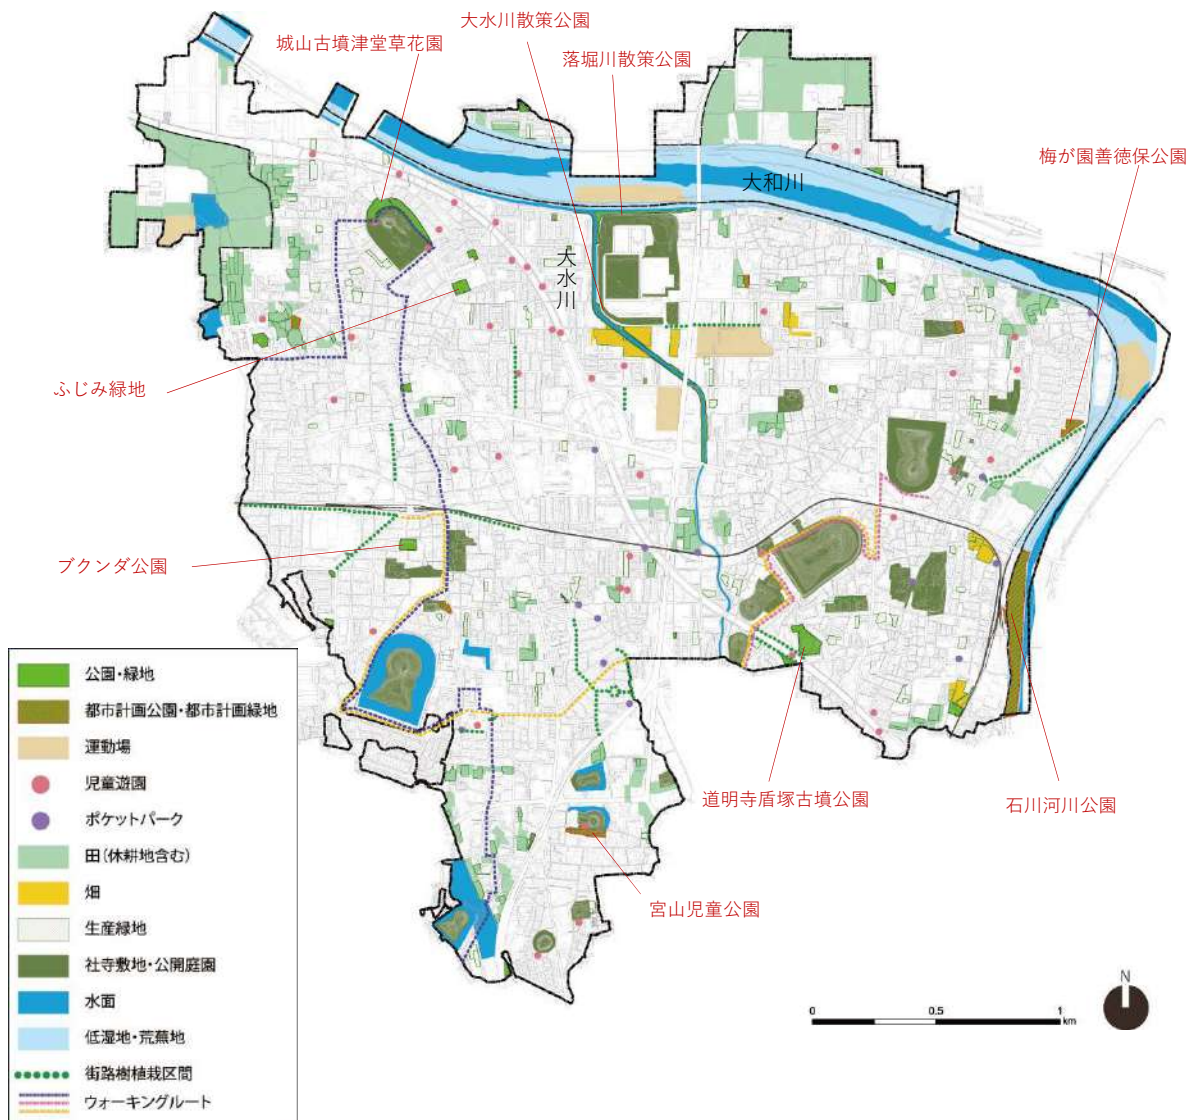 大水川散策公園
城山古墳津堂草花園
落堀川散策公園
梅が園善徳保公園
大和川
大水川
ふじみ緑地
ブクンダ公園
道明寺盾塚古墳公園
石川河川公園
宮山児童公園
公園・緑地
都市計画公園・都市計画緑地
運動場
児童遊園
ポケットパーク
田(休耕地含む)
畑
生産緑地
社寺敷地・公開庭園
水面
低湿地・荒蕪地
街路樹植栽区間
ウォーキングルート
N
0 0.5 1
km